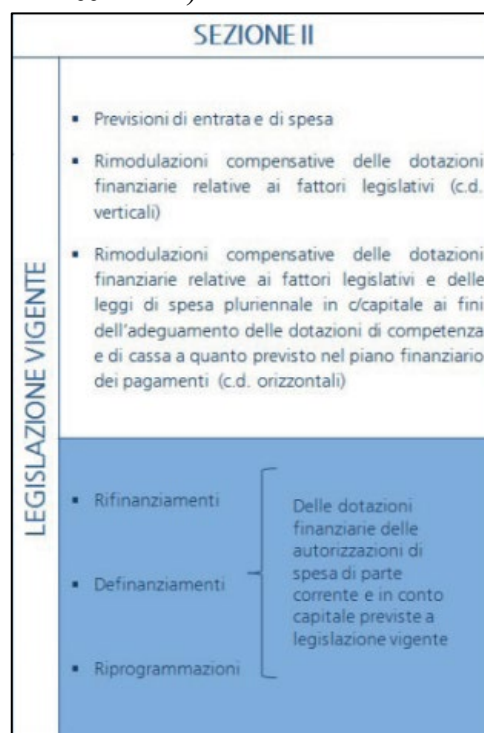 SEZIONE II
LEGISLAZIONE VIGENTE
▪ Previsioni di entrata e di spesa
▪ Rimodulazioni compensative delle dotazioni
finanziarie relative ai fattori legislativi (c.d.
verticali)
▪ Rimodulazioni compensative delle dotazioni
finanziarie relative ai fattori legislativi e delle
leggi di spesa pluriennale in c/capitale ai fini
dell'adeguamento delle dotazioni di competenza
e di cassa a quanto previsto nel piano finanziario
dei pagamenti (c.d. orizzontali)
▪ Rifinanziamenti
▪ Definanziamenti
▪ Riprogrammazioni
Delle dotazioni
finanziarie delle
autorizzazioni di
spesa di parte
corrente e in conto
capitale previste a
legislazione vigente